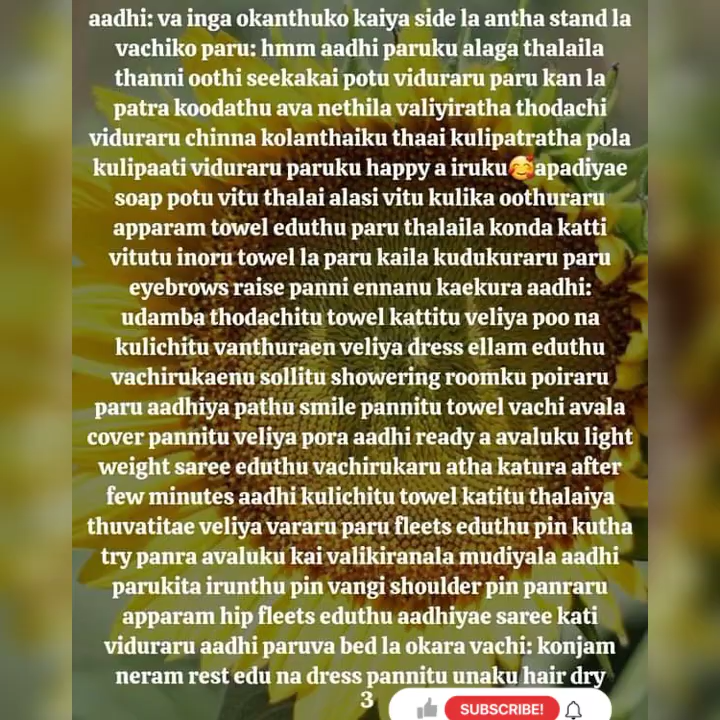 aadhi: va inga okanthuko kaiya side la antha stand la
vachiko paru: hmm aadhi paruku alaga thalaila
thanni oothi seekakai potu viduraru paru kan la
patra koodathu ava nethila valiyiratha thodachi
viduraru chinna kolanthaiku thaai kulipatratha pola
kulipaati viduraru paruku happy a iruku🥰apadiyae
soap potu vitu thalai alasi vitu kulika oothuraru
apparam towel eduthu paru thalaila konda katti
vitutu inoru towel la paru kaila kudukuraru paru
eyebrows raise panni ennanu kaekura aadhi:
udamba thodachitu towel kattitu veliya poo na
kulichitu vanthuraen veliya dress ellam eduthu
vachirukaenu sollitu showering roomku poiraru
paru aadhiya pathu smile pannitu towel vachi avala
cover pannitu veliya pora aadhi ready a avaluku light
weight saree eduthu vachirukaru atha katura after
few minutes aadhi kulichitu towel katitu thalaiya
thuvatitae veliya vararu paru fleets eduthu pin kutha
try panra avaluku kai valikiranala mudiyala aadhi
parukita irunthu pin vangi shoulder pin panraru
apparam hip fleets eduthu aadhiyae saree kati
viduraru aadhi paruva bed la okara vachi: konjam
neram rest edu na dress pannitu unaku hair dry
3
SUBSCRIBE!